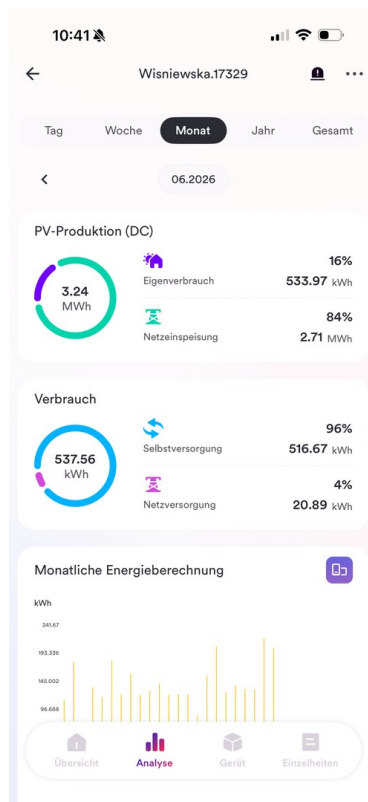 10:41
Wisniewska.17329
Tag Woche Monat Jahr Gesamt
06.2026
PV-Produktion (DC)
3.24
MWh
16%
Eigenverbrauch 533.97 kWh
84%
Netzeinspeisung 2.71 MWh
Verbrauch
537.56
kWh
96%
Selbstversorgung 516.67 kWh
4%
Netzversorgung 20.89 kWh
Monatliche Energieberechnung
kWh
241.67
193.336
145.002
96.668
Übersicht Analyse Gerät Einzelheiten